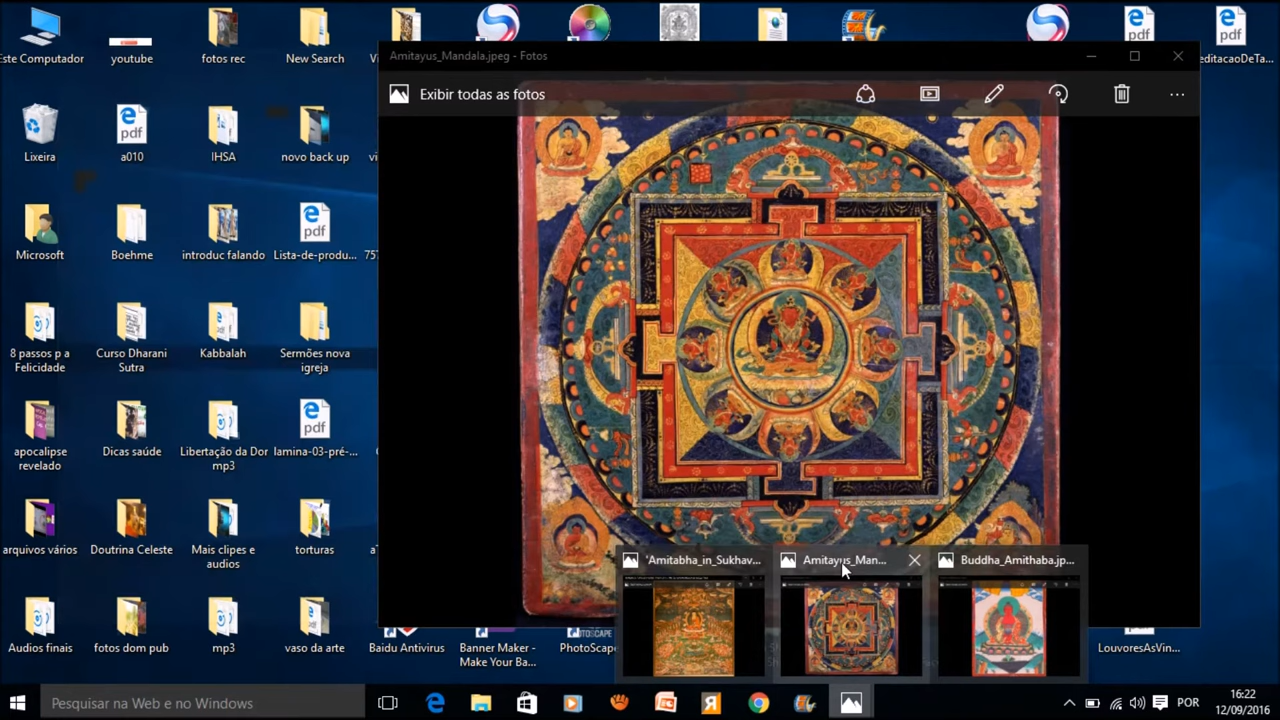 Este Computador
youtube
fotos rec
New Search
Amitayus_Mandala.jpeg - Fotos
Exibir todas as fotos
Lixeira
a010
IHSA
novo back up
Microsoft
Boehme
introduc falando
Lista-de-produ...
8 passos p a
Felicidade
Curso Dharani
Sutra
Kabbalah
Sermões nova
igreja
apocalipse
revelado
Dicas saúde
Libertação da Dor
mp3
lamina-03-pré-...
arquivos vários
Doutrina Celeste
Mais clipes e
audios
torturas
Audios finais
fotos dom pub
mp3
vaso da arte
Baidu Antivirus
Banner Maker -
Make Your Ba...
LouvoresAsVin...
'Amitabha_in_Sukhav...
Amitayus_Man...
Buddha_Amithaba.jp...
Pesquisar na Web e no Windows
POR
16:22
12/09/2016